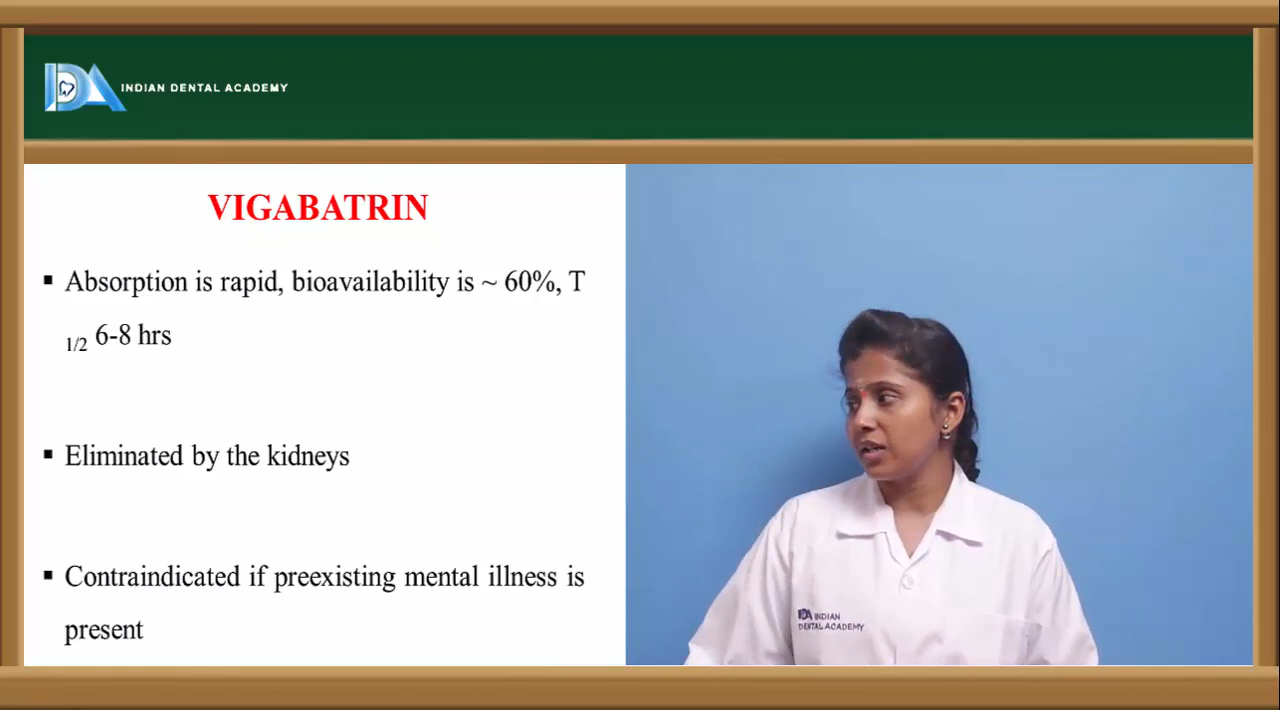 INDIAN DENTAL ACADEMY
VIGABATRIN
▪ Absorption is rapid, bioavailability is ~ 60%, T
1/2 6-8 hrs
▪ Eliminated by the kidneys
▪ Contraindicated if preexisting mental illness is
present
IDA INDIAN
DENTAL ACADEMY